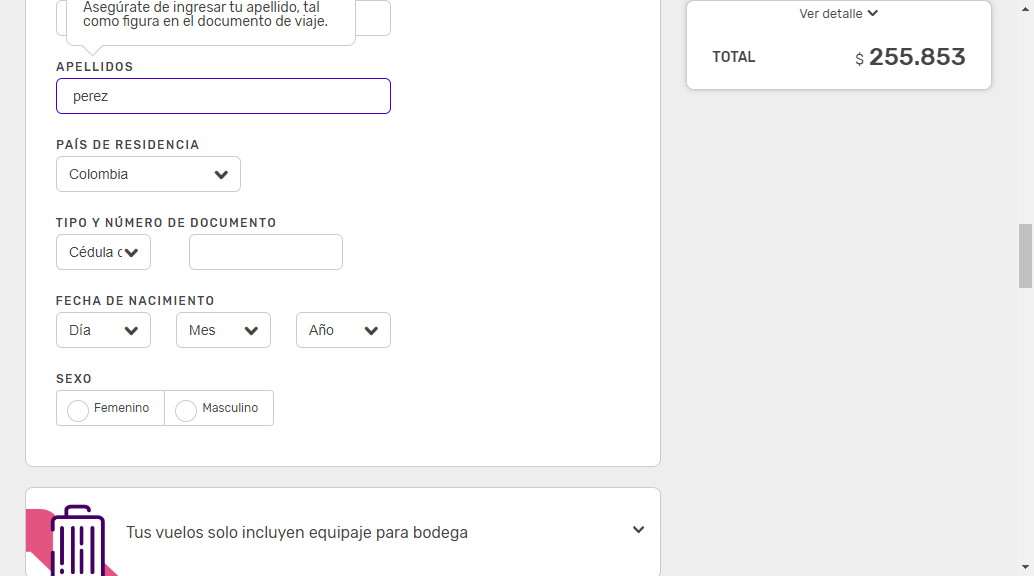 Asegúrate de ingresar tu apellido, tal
como figura en el documento de viaje.
APELLIDOS
perez
PAÍS DE RESIDENCIA
Colombia
TIPO Y NÚMERO DE DOCUMENTO
Cédula c
FECHA DE NACIMIENTO
Día Mes Año
SEXO
Femenino Masculino
Tus vuelos solo incluyen equipaje para bodega
Ver detalle
TOTAL $ 255.853